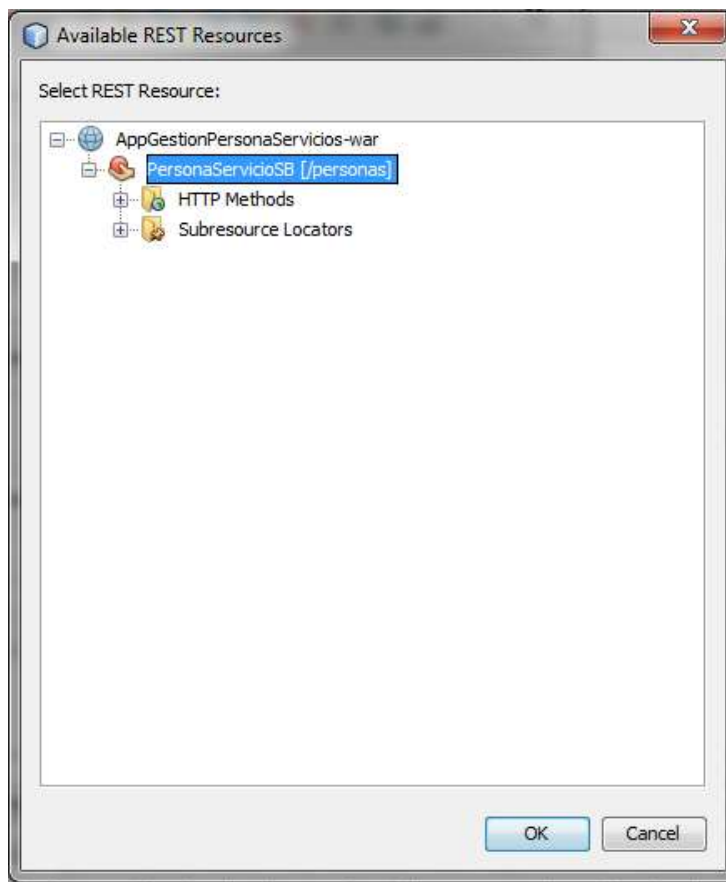 Available REST Resources
Select REST Resource:
AppGestionPersonaServicios-war
PersonaServicioSB [/personas]
HTTP Methods
Subresource Locators
OK Cancel